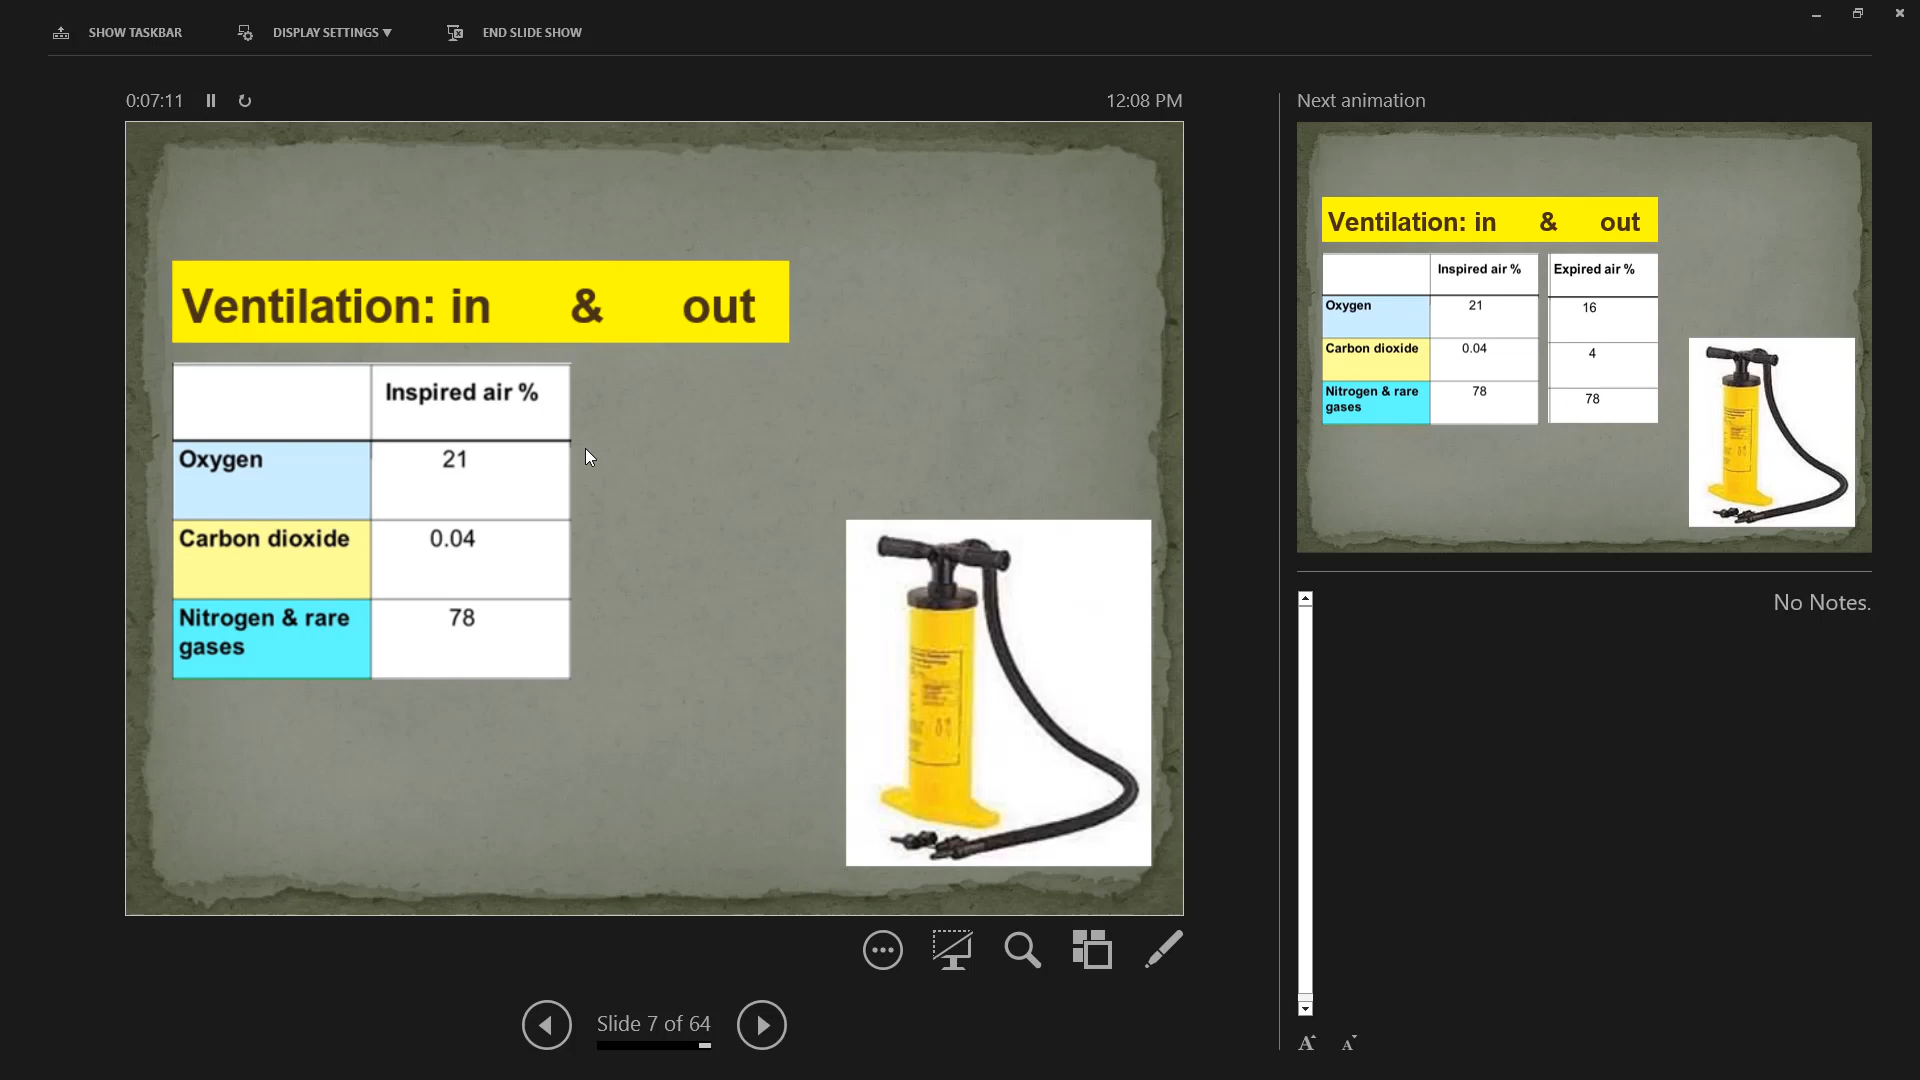 SHOW TASKBAR
DISPLAY SETTINGS ▼
END SLIDE SHOW
0:07:11
12:08 PM
Next animation
Ventilation: in & out
Inspired air %
Oxygen 21
Carbon dioxide 0.04
Nitrogen & rare 78
gases
Ventilation: in & out
Inspired air % Expired air %
Oxygen 21 16
Carbon dioxide 0.04 4
Nitrogen & rare 78 78
gases
No Notes.
Slide 7 of 64
A A